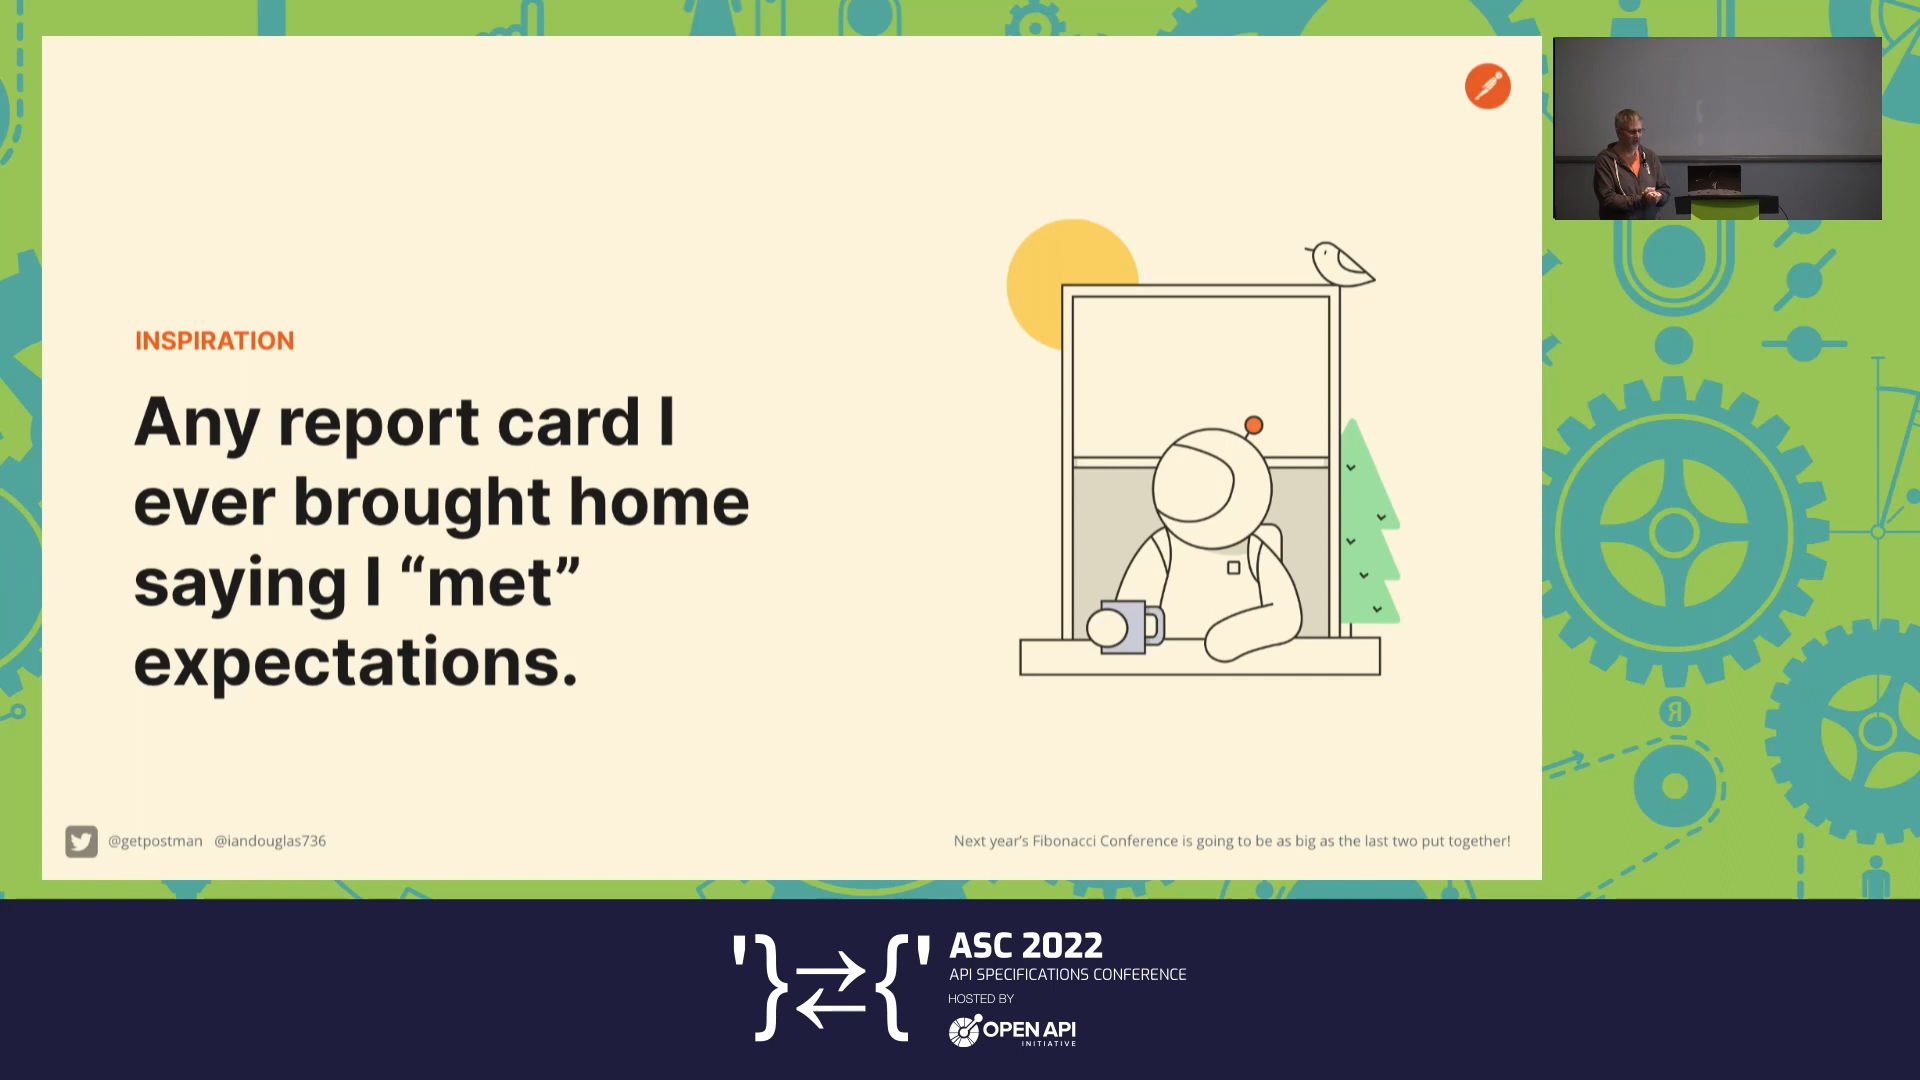 INSPIRATION
Any report card I
ever brought home
saying I “met”
expectations.
@getpostman @iandouglas736
Next year's Fibonacci Conference is going to be as big as the last two put together!
'}⇄{' ASC 2022
API SPECIFICATIONS CONFERENCE
HOSTED BY
OPEN API
INITIATIVE
Я